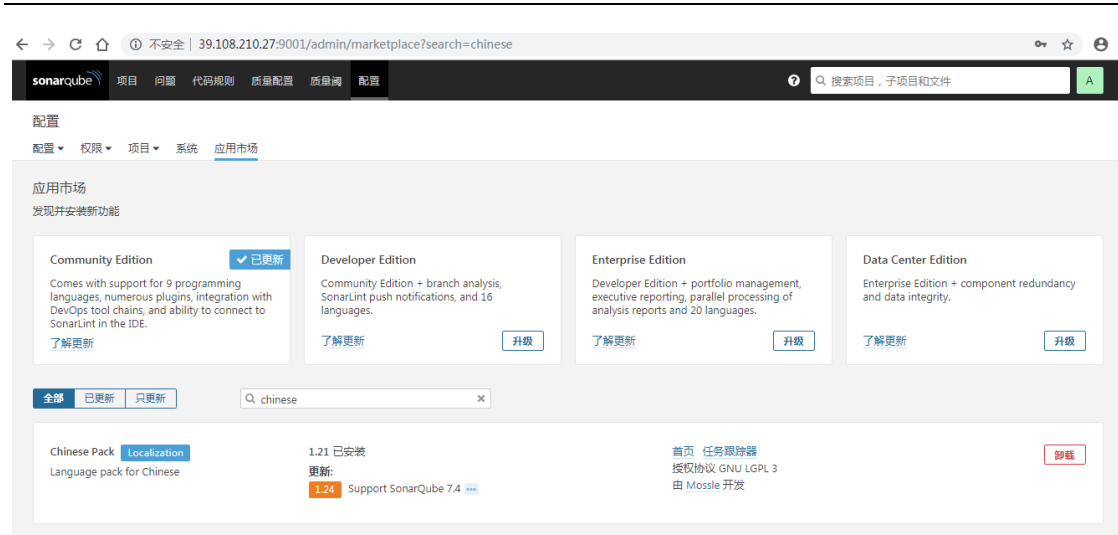 不安全 | 39.108.210.27:9001/admin/marketplace?search=chinese
sonarqube 项目 问题 代码规则 质量配置 质量阈 配置 搜索项目，子项目和文件 A
配置
配置 权限 项目 系统 应用市场
应用市场
发现并安装新功能
Community Edition 已更新
Comes with support for 9 programming
languages, numerous plugins, integration with
DevOps tool chains, and ability to connect to
SonarLint in the IDE.
了解更新
Developer Edition
Community Edition + branch analysis,
SonarLint push notifications, and 16
languages.
了解更新 升级
Enterprise Edition
Developer Edition + portfolio management,
executive reporting, parallel processing of
analysis reports and 20 languages.
了解更新 升级
Data Center Edition
Enterprise Edition + component redundancy
and data integrity.
了解更新 升级
全部 已更新 只更新 chinese
Chinese Pack Localization
Language pack for Chinese
1.21 已安装
更新:
1.24 Support SonarQube 7.4 ...
首页 任务跟踪器
授权协议 GNU LGPL 3
由 Mossle 开发
卸载